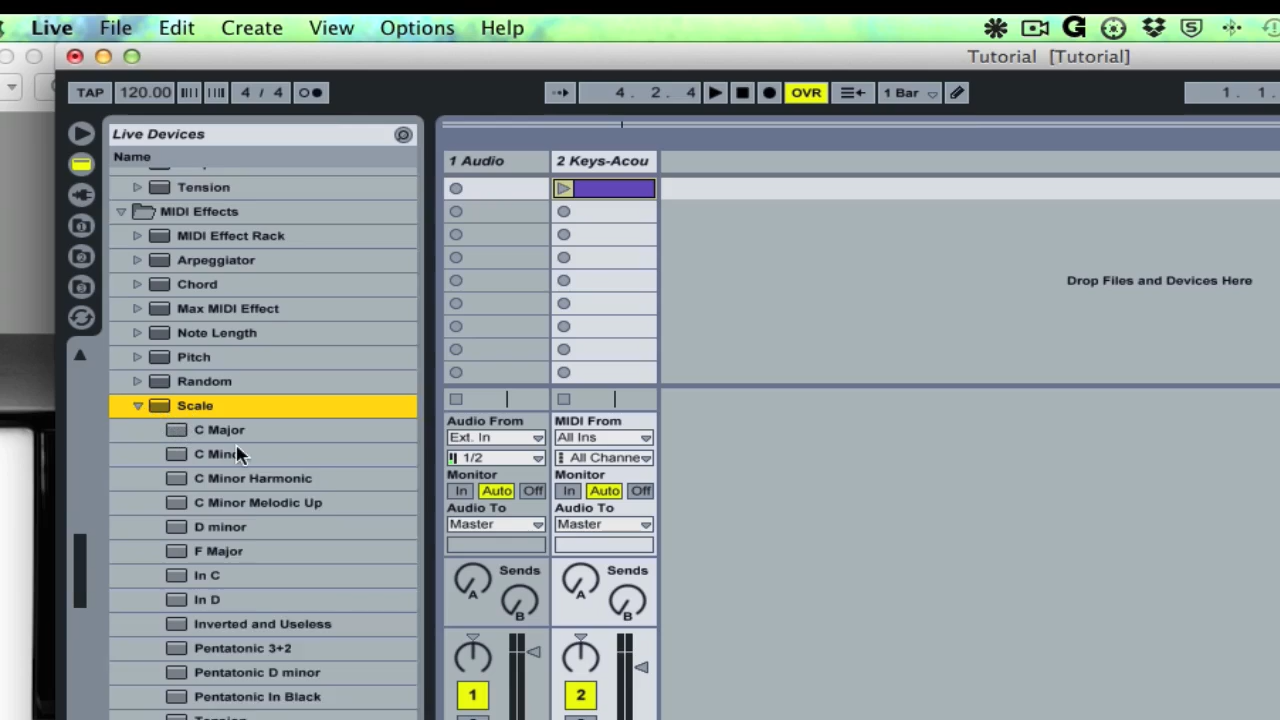 Live File Edit Create View Options Help
Tutorial [Tutorial]
TAP 120.00 4 / 4 4. 2. 4 OVR 1 Bar 1. 1.
Live Devices
Name
Tension
MIDI Effects
MIDI Effect Rack
Arpeggiator
Chord
Max MIDI Effect
Note Length
Pitch
Random
Scale
C Major
C Mino
C Minor Harmonic
C Minor Melodic Up
D minor
F Major
In C
In D
Inverted and Useless
Pentatonic 3+2
Pentatonic D minor
Pentatonic In Black
1 Audio 2 Keys-Acou
Drop Files and Devices Here
Audio From MIDI From
Ext. In All Ins
1/2 All Channe
Monitor Monitor
In Auto Off In Auto Off
Audio To Audio To
Master Master
Sends Sends
A A
B B
1 2